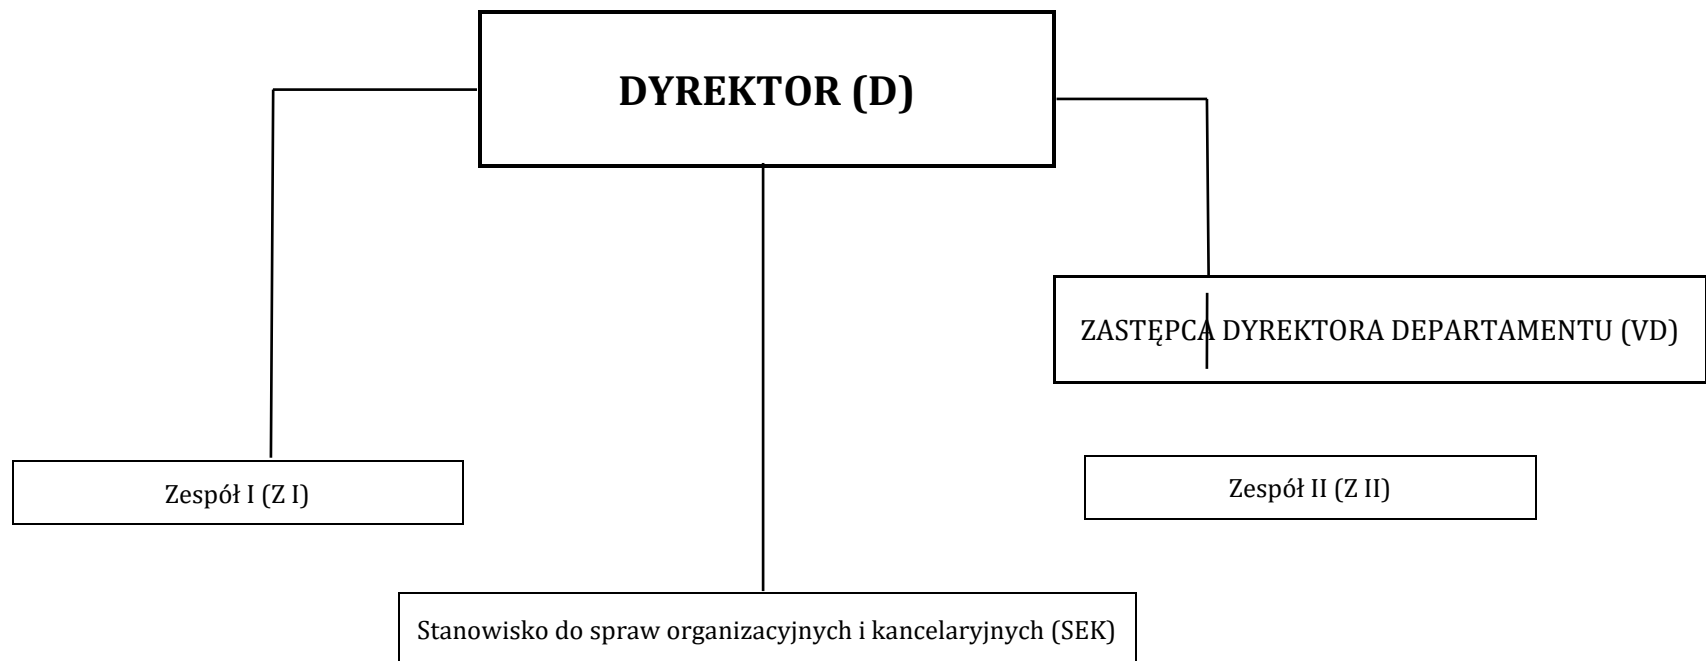 DYREKTOR (D)
ZASTĘPCA DYREKTORA DEPARTAMENTU (VD)
Zespół I (Z I)
Zespół II (Z II)
Stanowisko do spraw organizacyjnych i kancelaryjnych (SEK)